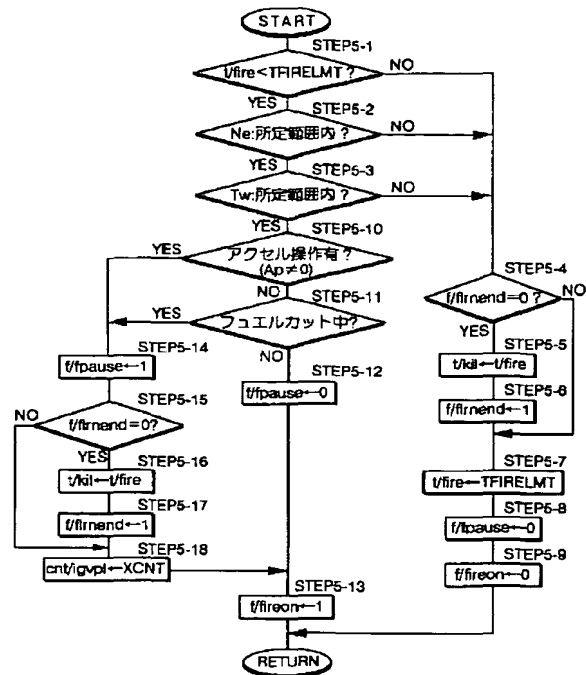 START
STEP5-1
t/fire<TFIRELMT?
NO
YES
STEP5-2
Ne:所定範囲内?
NO
YES
STEP5-3
Tw:所定範囲内?
NO
YES
STEP5-10
アクセル操作有?
(Ap≠0)
YES
NO
STEP5-11
フュエルカット中?
YES
NO
STEP5-14
f/fpause←1
STEP5-15
f/flrnend=0?
NO
YES
STEP5-16
t/kil←t/fire
STEP5-17
f/flrnend←1
STEP5-18
cnt/igvpl←XCNT
STEP5-12
f/fpause←0
STEP5-13
f/fireon←1
STEP5-4
f/flrnend=0?
NO
YES
STEP5-5
t/kil←t/fire
STEP5-6
f/flrnend←1
STEP5-7
t/fire←TFIRELMT
STEP5-8
f/fpause←0
STEP5-9
f/fireon←0
RETURN